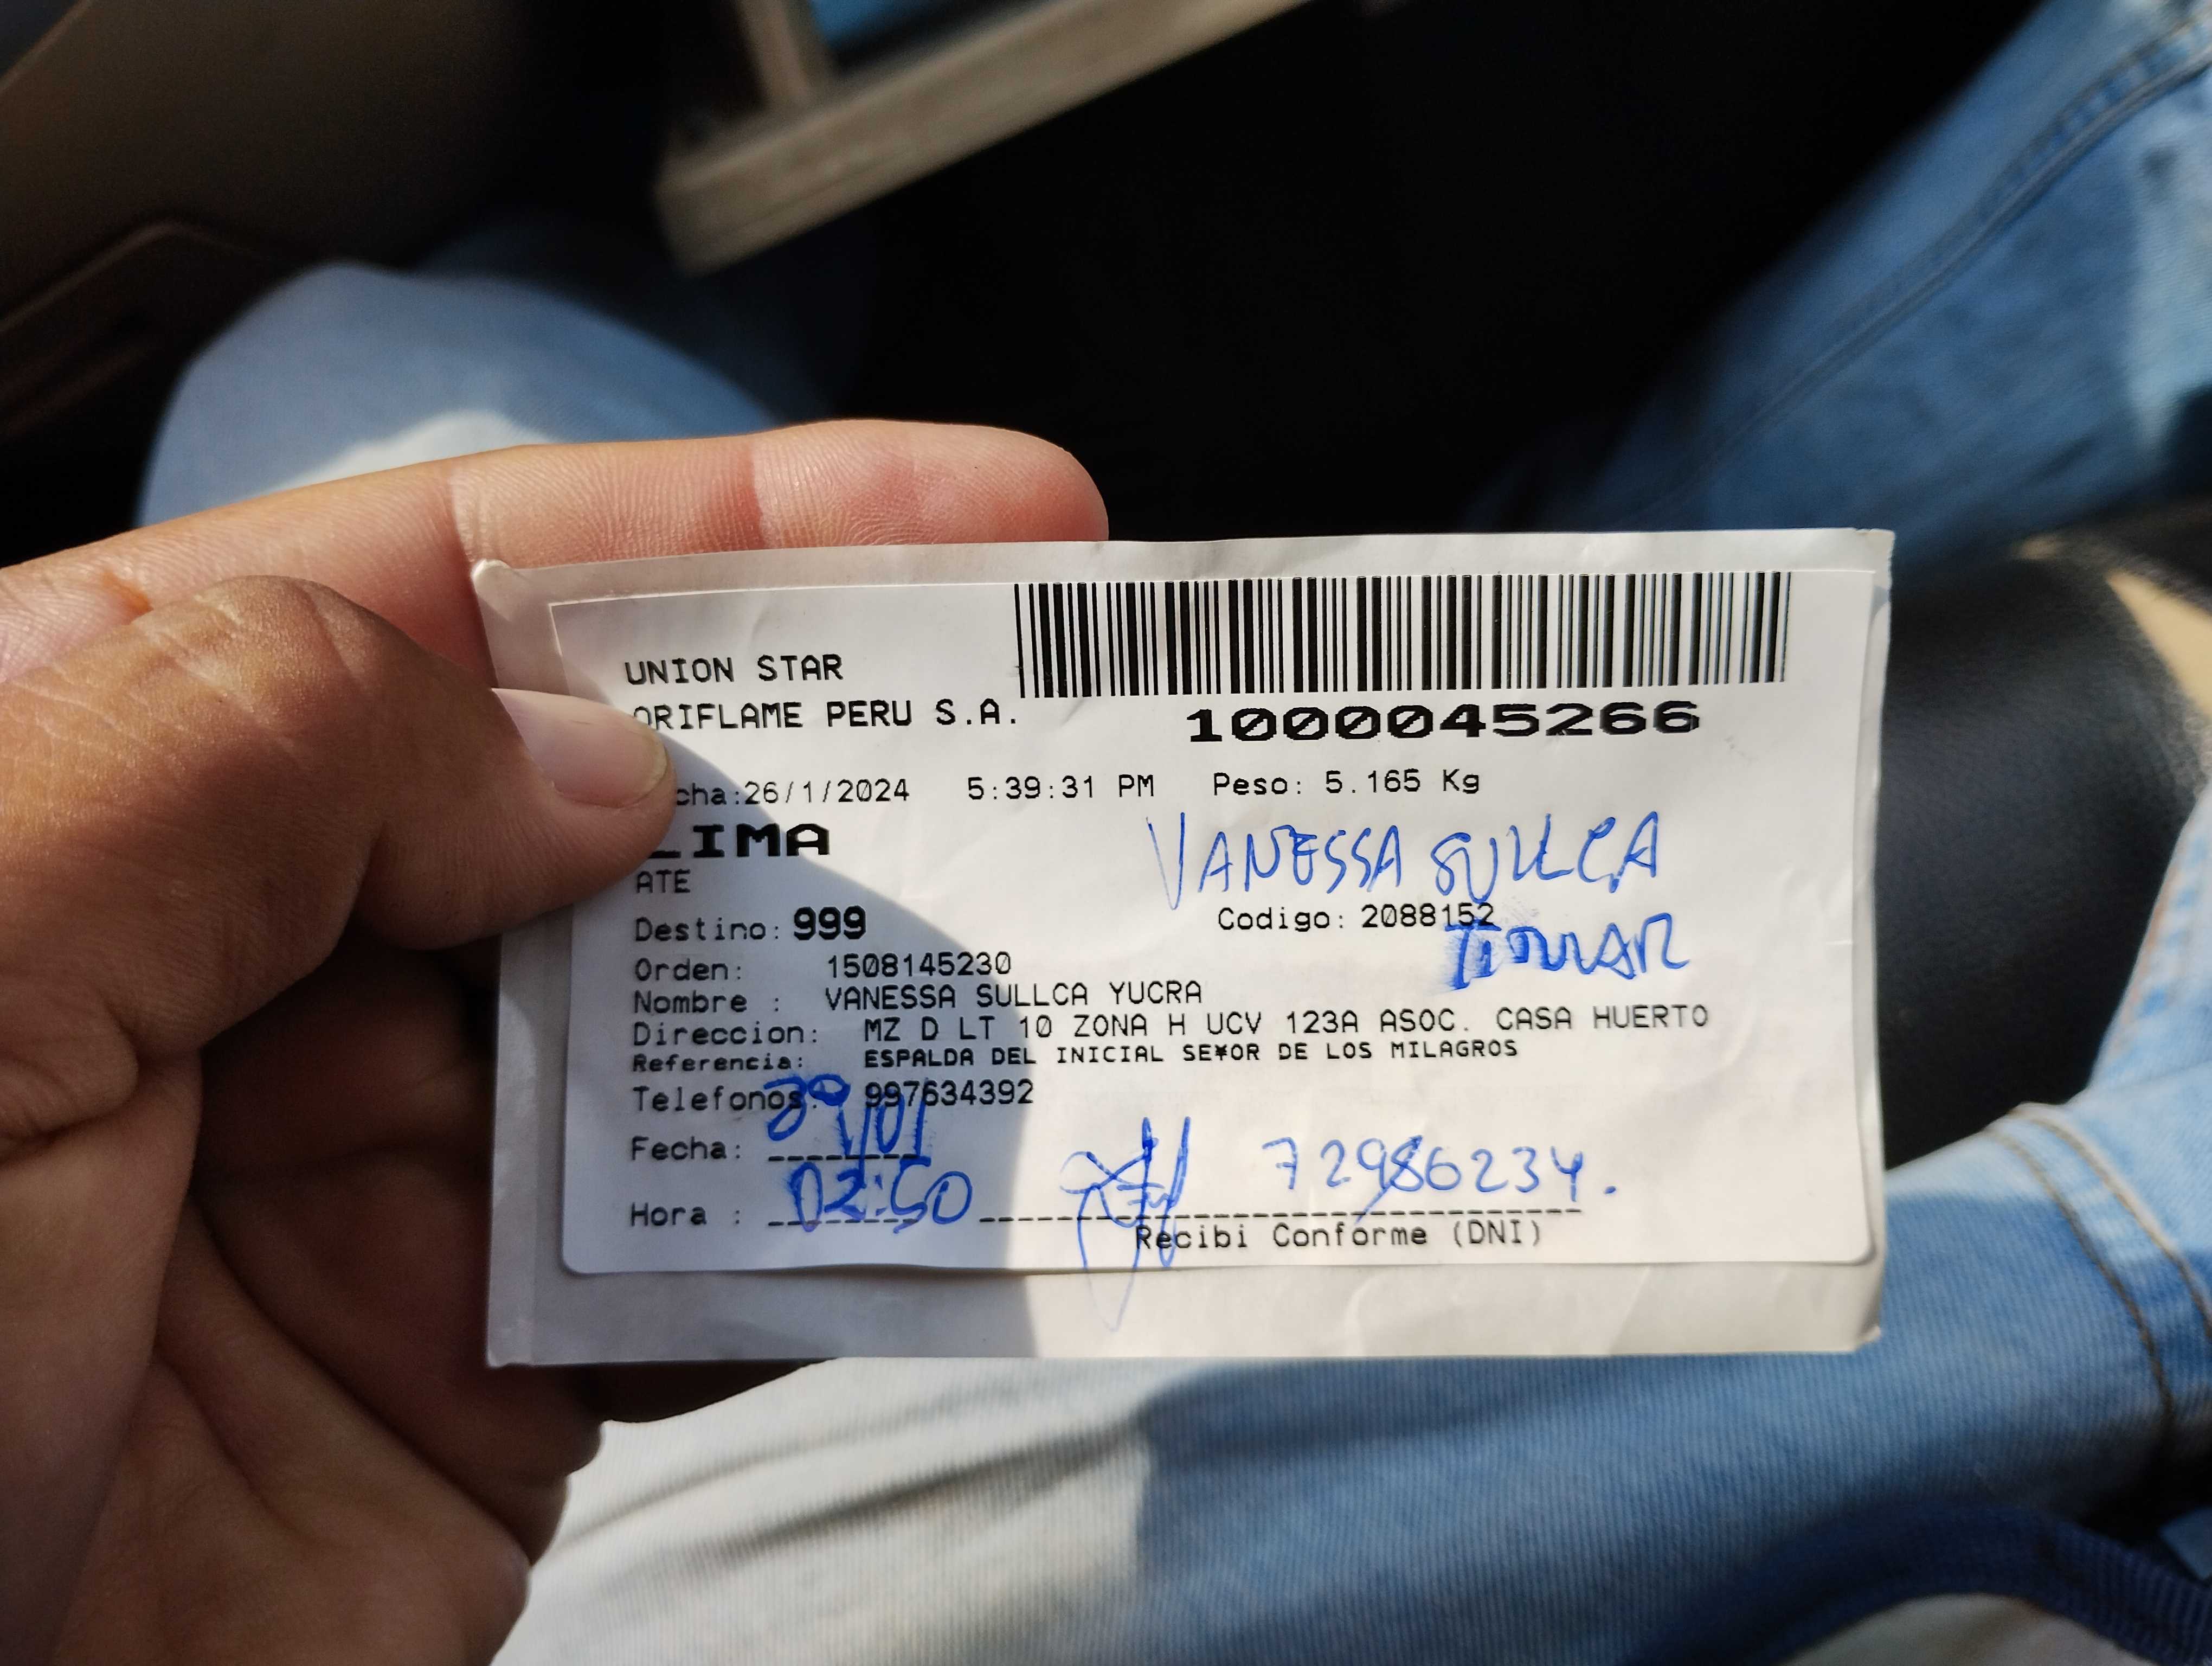 UNION STAR
ORIFLAME PERU S.A.
1000045266
cha:26/1/2024 5:39:31 PM Peso: 5.165 Kg
LIMA
VANESSA SULLCA
ATE
Destino: 999 Codigo: 2088152
TITULAR
Orden: 1508145230
Nombre : VANESSA SULLCA YUCRA
Direccion: MZ D LT 10 ZONA H UCV 123A ASOC. CASA HUERTO
Referencia: ESPALDA DEL INICIAL SE¥OR DE LOS MILAGROS
Telefonos: 997634392
Fecha: 29/01
72986234.
Hora : 02:50
Recibi Conforme (DNI)